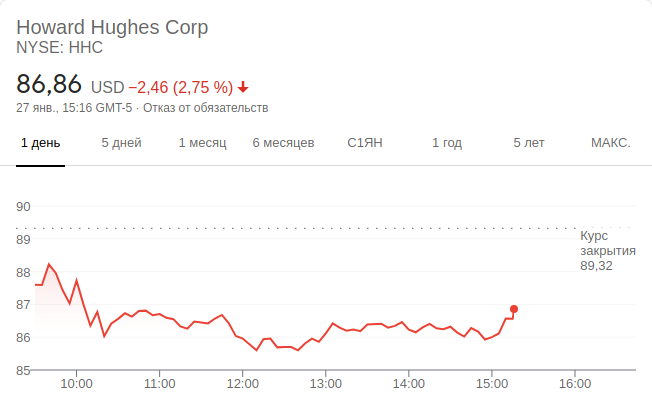 Howard Hughes Corp
NYSE: HHC
86,86 USD −2,46 (2,75 %)
27 янв., 15:16 GMT-5 · Отказ от обязательств
1 день 5 дней 1 месяц 6 месяцев С1ЯН 1 год 5 лет МАКС.
90
89
88
87
86
85
Курс
закрытия
89,32
10:00 11:00 12:00 13:00 14:00 15:00 16:00